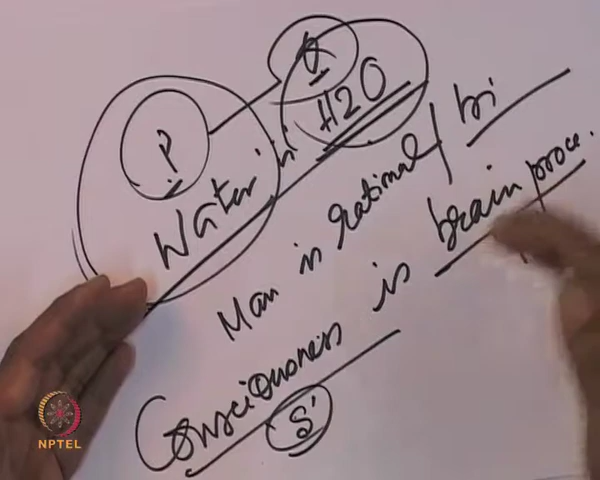 P Q
Water is H2O
Man is rational / bi
Consciousness is brain proce.
S'
NPTEL